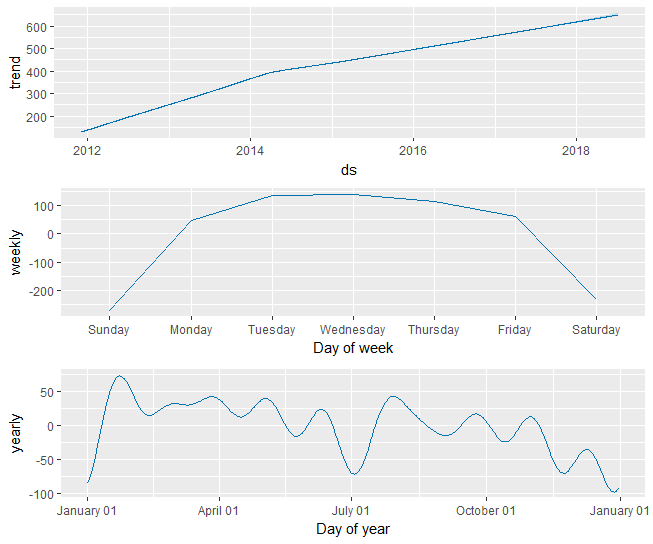 600
500
400
300
200
trend
2012 2014 2016 2018
ds
100
0
-100
-200
weekly
Sunday Monday Tuesday Wednesday Thursday Friday Saturday
Day of week
50
0
-50
-100
yearly
January 01 April 01 July 01 October 01 January 01
Day of year